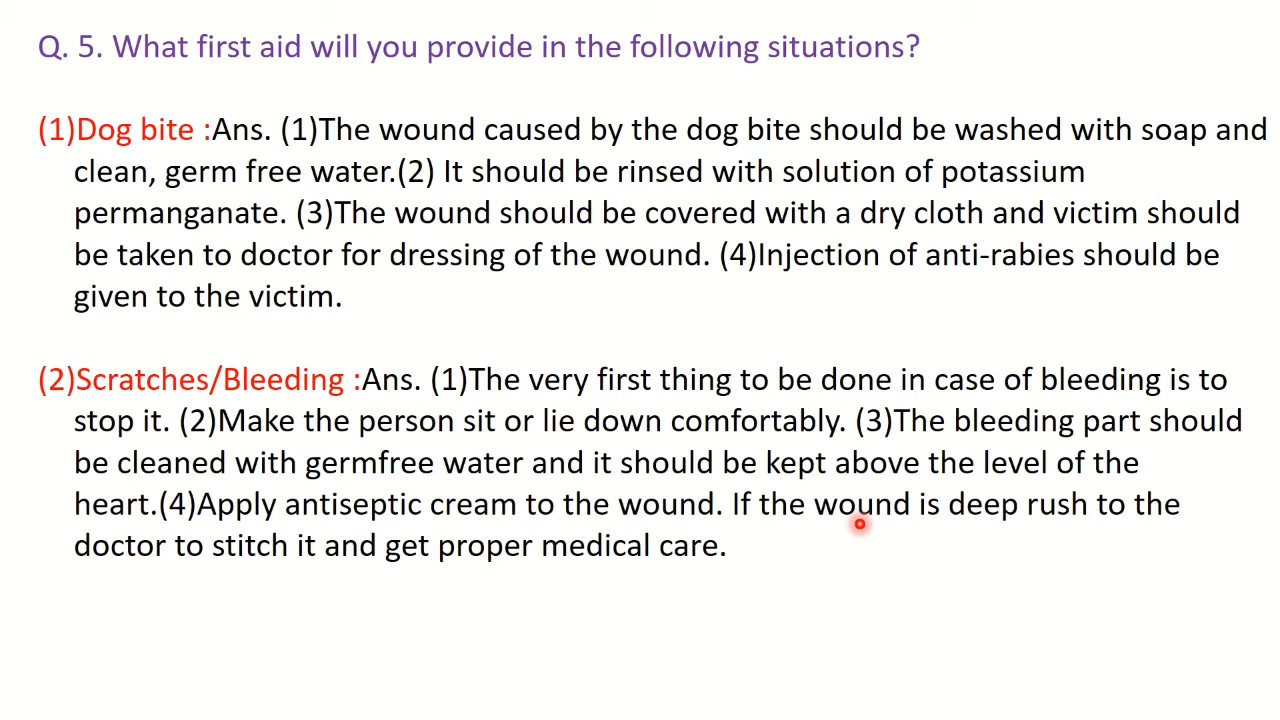 Q. 5. What first aid will you provide in the following situations?
(1)Dog bite :Ans. (1)The wound caused by the dog bite should be washed with soap and
clean, germ free water.(2) It should be rinsed with solution of potassium
permanganate. (3)The wound should be covered with a dry cloth and victim should
be taken to doctor for dressing of the wound. (4)Injection of anti-rabies should be
given to the victim.
(2)Scratches/Bleeding :Ans. (1)The very first thing to be done in case of bleeding is to
stop it. (2)Make the person sit or lie down comfortably. (3)The bleeding part should
be cleaned with germfree water and it should be kept above the level of the
heart.(4)Apply antiseptic cream to the wound. If the wound is deep rush to the
doctor to stitch it and get proper medical care.